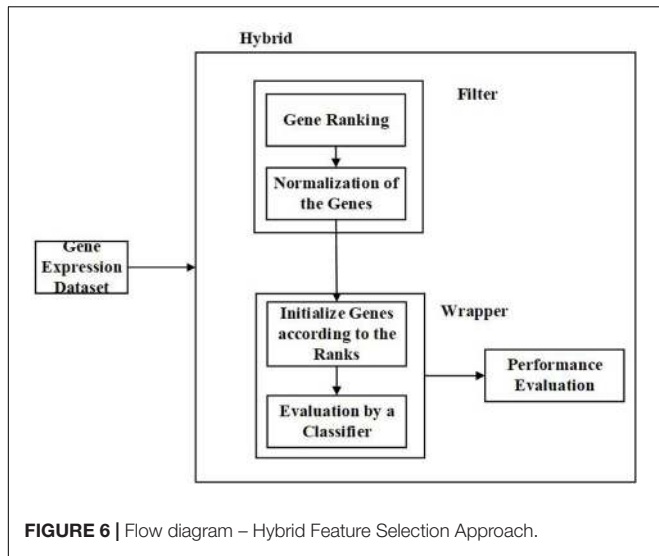 Hybrid
Filter
Gene Ranking
Normalization of
the Genes
Gene
Expression
Dataset
Initialize Genes
according to the
Ranks
Wrapper
Evaluation by a
Classifier
Performance
Evaluation
FIGURE 6 | Flow diagram – Hybrid Feature Selection Approach.